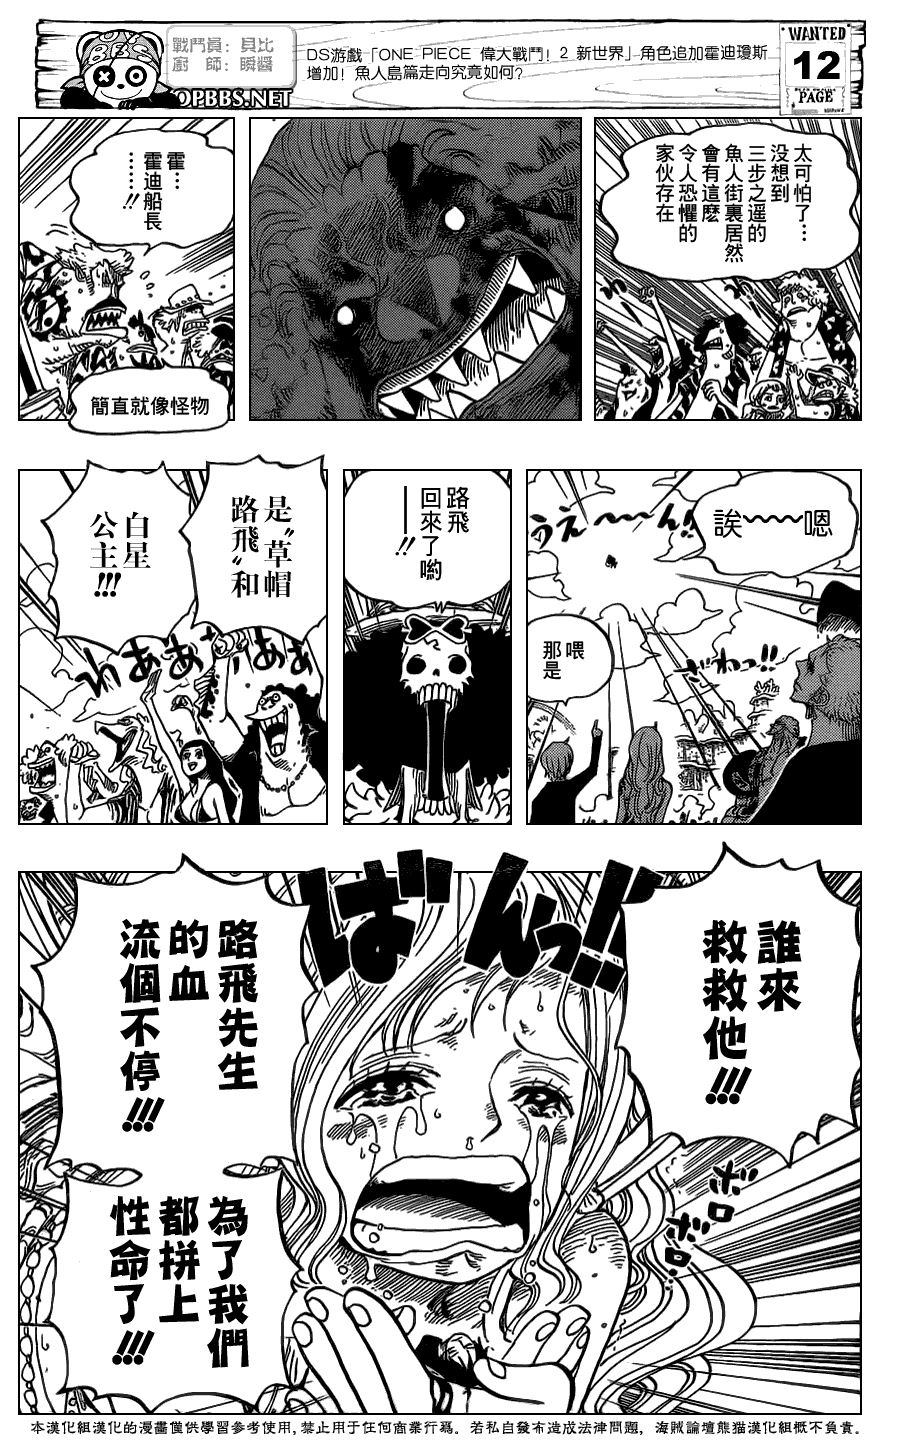 戰鬥員：貝比
廚　師：瞬醬
OPBBS.NET
DS游戲「ONE PIECE 偉大戰鬥！2 新世界」角色追加霍迪瓊斯
增加！魚人島篇走向究竟如何？
WANTED
12
PAGE
太可怕了…
没想到
三步之遥的
魚人街裏居然
會有這麽
令人恐懼的
家伙存在
霍…
霍迪船長
……!!
簡直就像怪物
嗯
誒〰〰
うえ〜〜ん!!
喂
那是
ざわっ!!
路飛
回來了喲
——!!
是〝草帽
路飛〞和
白星
公主!!!
わあああ
ああ
ばんっ!!
誰來
救救他!!!
路飛先生
的血
流個不停!!!
為了我們
都拼上
性命了!!!
ボロ
ボロ…
本漢化組漢化的漫畫僅供學習參考使用,禁止用于任何商業行為。若私自發布造成法律問題，海賊論壇熊猫漢化組概不負責。